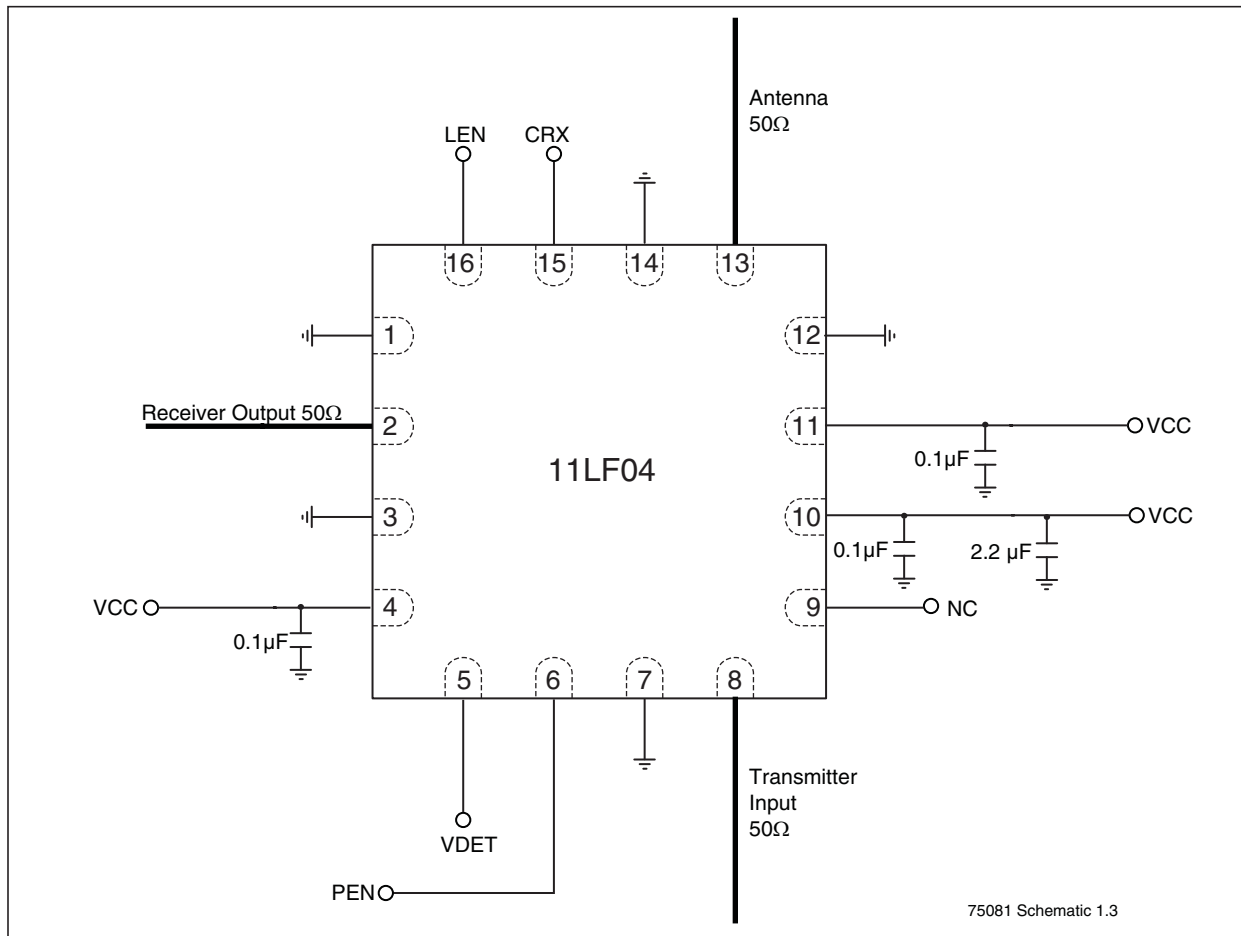 Antenna
50Ω
LEN
CRX
16
15
14
13
1
12
Receiver Output 50Ω
2
11
VCC
0.1µF
11LF04
3
10
VCC
0.1µF
2.2 µF
VCC
4
9
NC
0.1µF
5
6
7
8
Transmitter
Input
50Ω
VDET
PEN
75081 Schematic 1.3